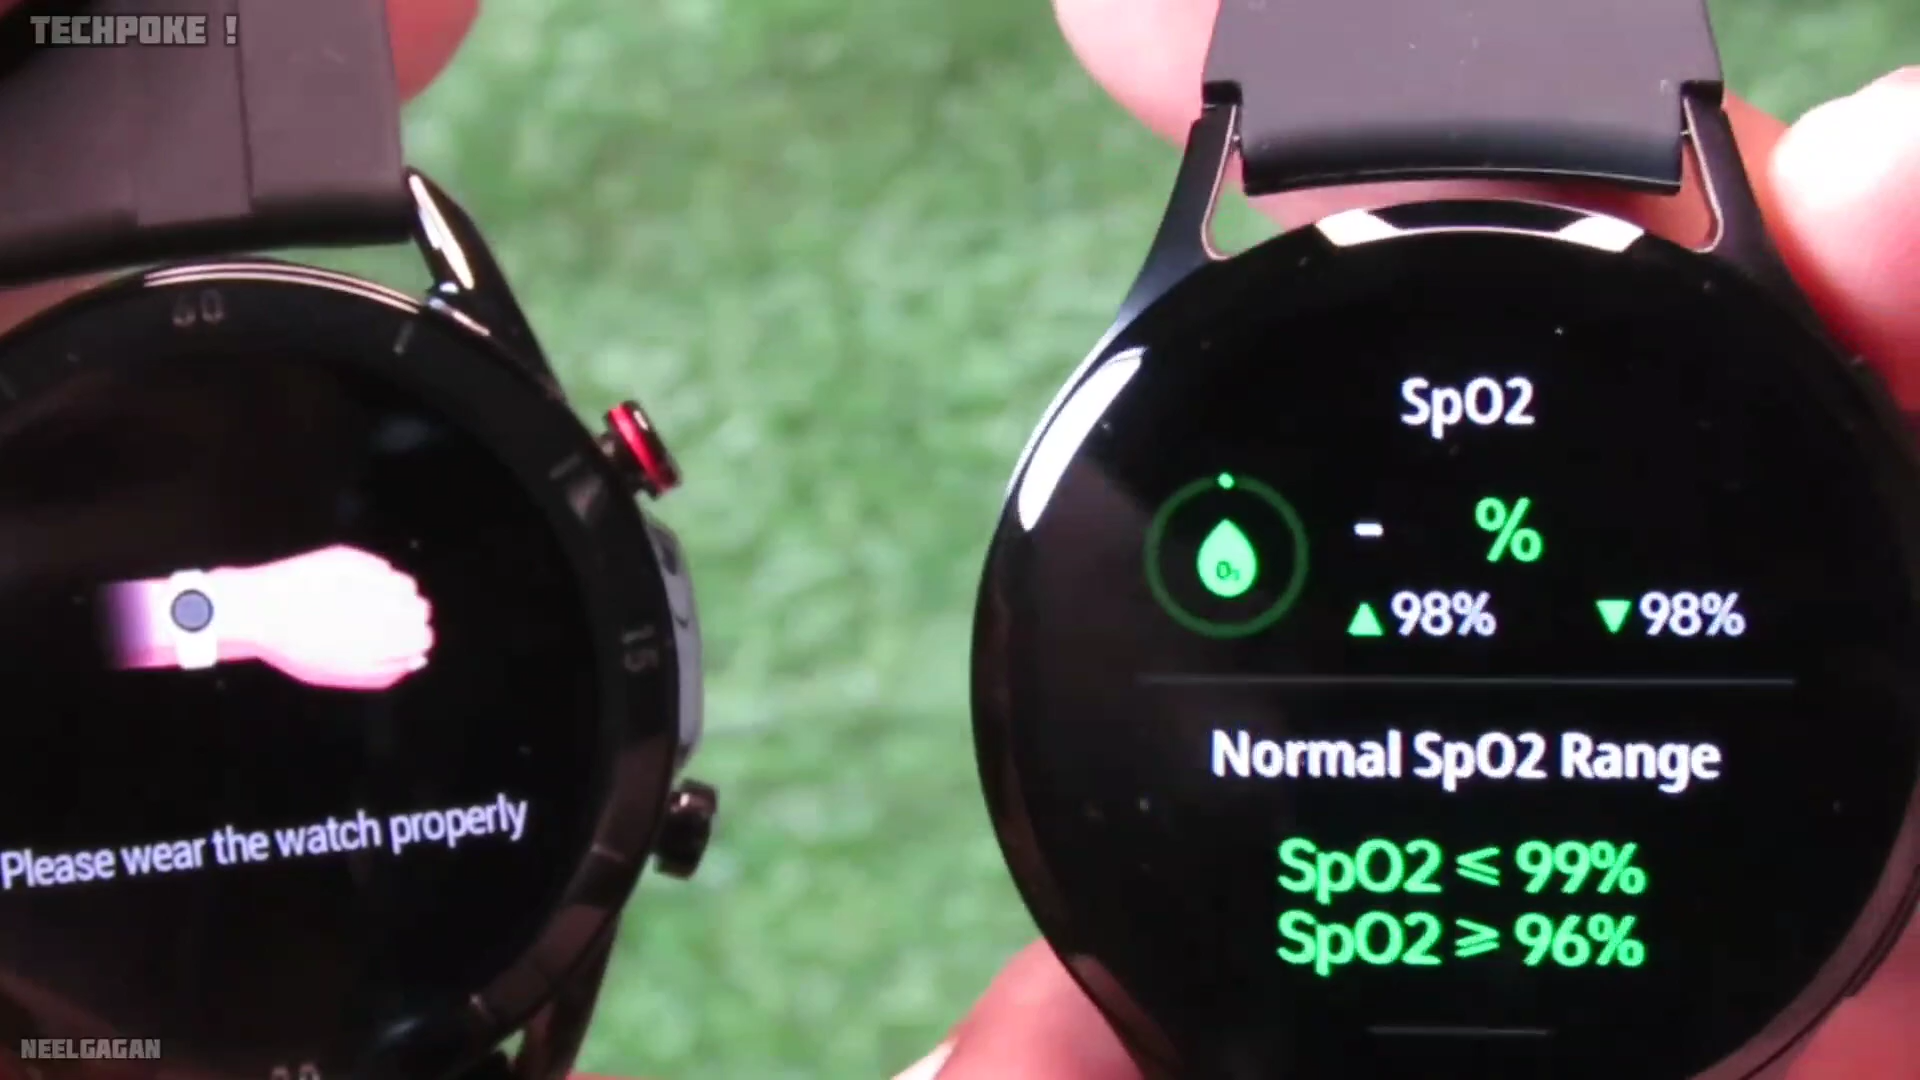 TECHPOKE !
60
15
Please wear the watch properly
SpO2
- %
▲98% ▼98%
Normal SpO2 Range
SpO2 ≤ 99%
SpO2 ≥ 96%
NEELGAGAN